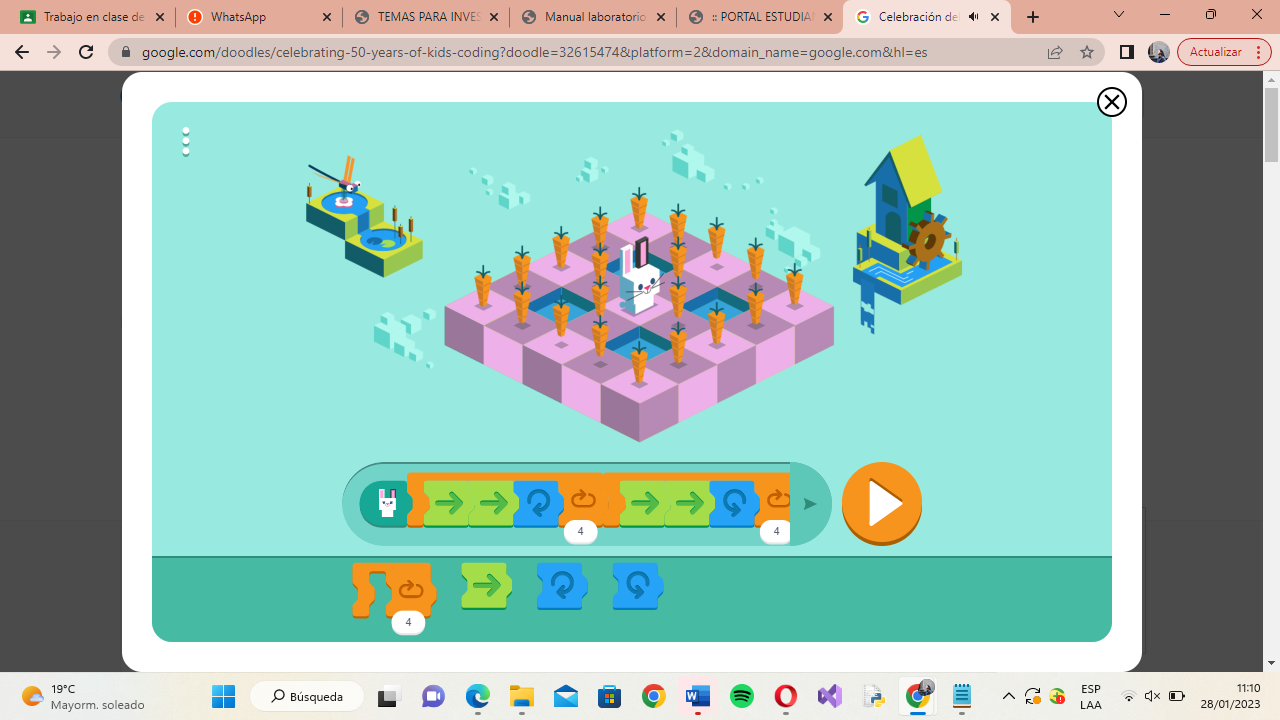 Trabajo en clase de
WhatsApp
TEMAS PARA INVES
Manual laboratorio
:: PORTAL ESTUDIAN
Celebración del
google.com/doodles/celebrating-50-years-of-kids-coding?doodle=32615474&platform=2&domain_name=google.com&hl=es
Actualizar
4
4
4
19°C
Mayorm. soleado
Búsqueda
ESP
LAA
11:10
28/01/2023